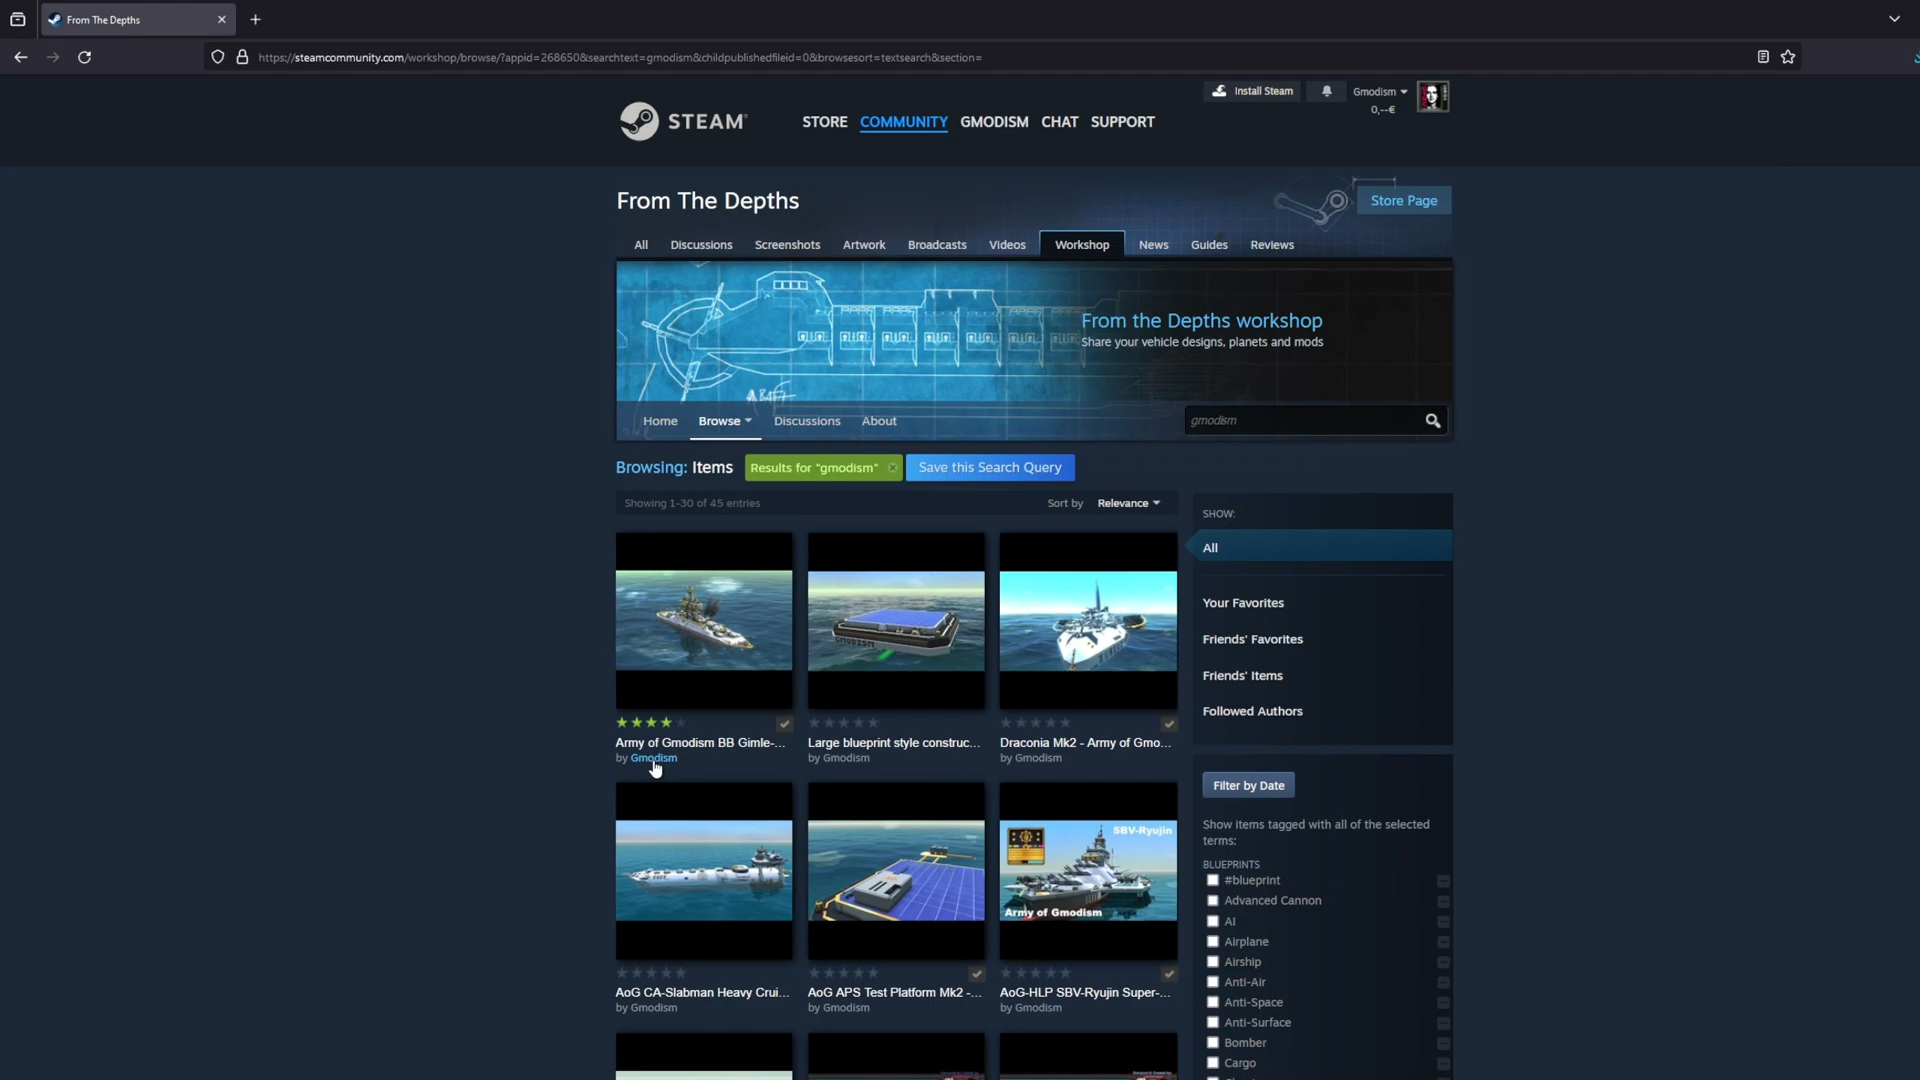 From The Depths
https://steamcommunity.com/workshop/browse/?appid=268650&searchtext=gmodism&childpublishedfileid=0&browsesort=textsearch&section=
Install Steam
Gmodism
0,--€
STEAM
STORE COMMUNITY GMODISM CHAT SUPPORT
From The Depths
Store Page
All Discussions Screenshots Artwork Broadcasts Videos Workshop News Guides Reviews
From the Depths workshop
Share your vehicle designs, planets and mods
Home Browse Discussions About
gmodism
Browsing: Items
Results for "gmodism"
Save this Search Query
Showing 1-30 of 45 entries
Sort by Relevance
Army of Gmodism BB Gimle-...
by Gmodism
GMODISM
Large blueprint style construc...
by Gmodism
Draconia Mk2 - Army of Gmo...
by Gmodism
AoG CA-Slabman Heavy Crui...
by Gmodism
AoG APS Test Platform Mk2 -...
by Gmodism
SBV-Ryujin
Army of Gmodism
AoG-HLP SBV-Ryujin Super-...
by Gmodism
SHOW:
All
Your Favorites
Friends' Favorites
Friends' Items
Followed Authors
Filter by Date
Show items tagged with all of the selected
terms:
BLUEPRINTS
#blueprint
Advanced Cannon
AI
Airplane
Airship
Anti-Air
Anti-Space
Anti-Surface
Bomber
Cargo